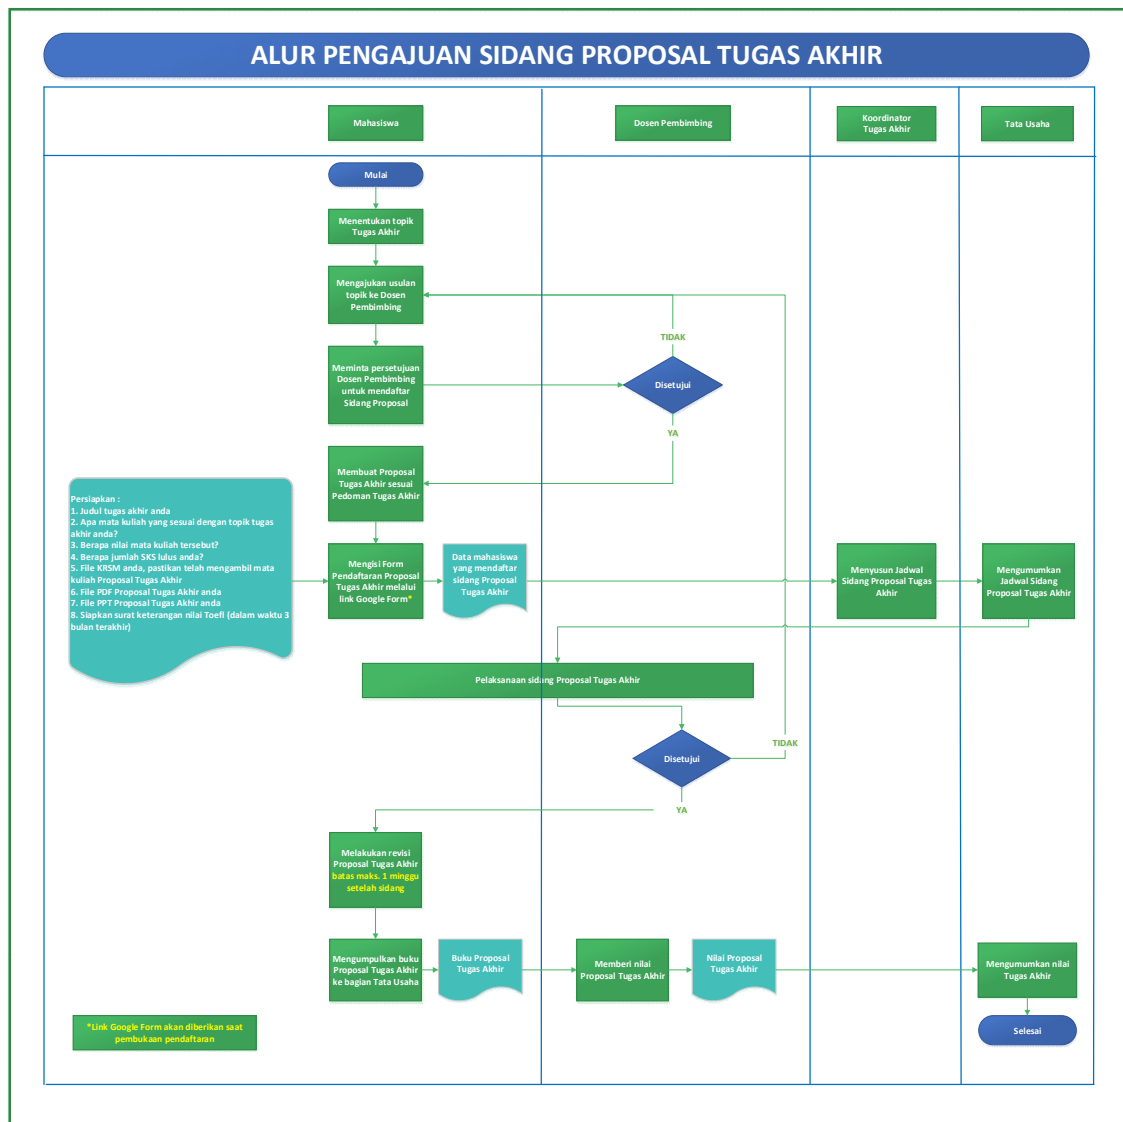 ALUR PENGAJUAN SIDANG PROPOSAL TUGAS AKHIR
Mahasiswa
Dosen Pembimbing
Koordinator
Tugas Akhir
Tata Usaha
Mulai
Menentukan topik
Tugas Akhir
Mengajukan usulan
topik ke Dosen
Pembimbing
TIDAK
Meminta persetujuan
Dosen Pembimbing
untuk mendaftar
Sidang Proposal
Disetujui
YA
Membuat Proposal
Tugas Akhir sesuai
Pedoman Tugas Akhir
Persiapkan :
1. Judul tugas akhir anda
2. Apa mata kuliah yang sesuai dengan topik tugas
akhir anda?
3. Berapa nilai mata kuliah tersebut?
4. Berapa jumlah SKS lulus anda?
5. File KRSM anda, pastikan telah mengambil mata
kuliah Proposal Tugas Akhir
6. File PDF Proposal Tugas Akhir anda
7. File PPT Proposal Tugas Akhir anda
8. Siapkan surat keterangan nilai Toefl (dalam waktu 3
bulan terakhir)
Mengisi Form
Pendaftaran Proposal
Tugas Akhir melalui
link Google Form*
Data mahasiswa
yang mendaftar
sidang Proposal
Tugas Akhir
Menyusun Jadwal
Sidang Proposal Tugas
Akhir
Mengumumkan
Jadwal Sidang
Proposal Tugas Akhir
Pelaksanaan sidang Proposal Tugas Akhir
TIDAK
Disetujui
YA
Melakukan revisi
Proposal Tugas Akhir
batas maks. 1 minggu
setelah sidang
Mengumpulkan buku
Proposal Tugas Akhir
ke bagian Tata Usaha
Buku Proposal
Tugas Akhir
Memberi nilai
Proposal Tugas Akhir
Nilai Proposal
Tugas Akhir
Mengumumkan nilai
Tugas Akhir
Selesai
*Link Google Form akan diberikan saat
pembukaan pendaftaran